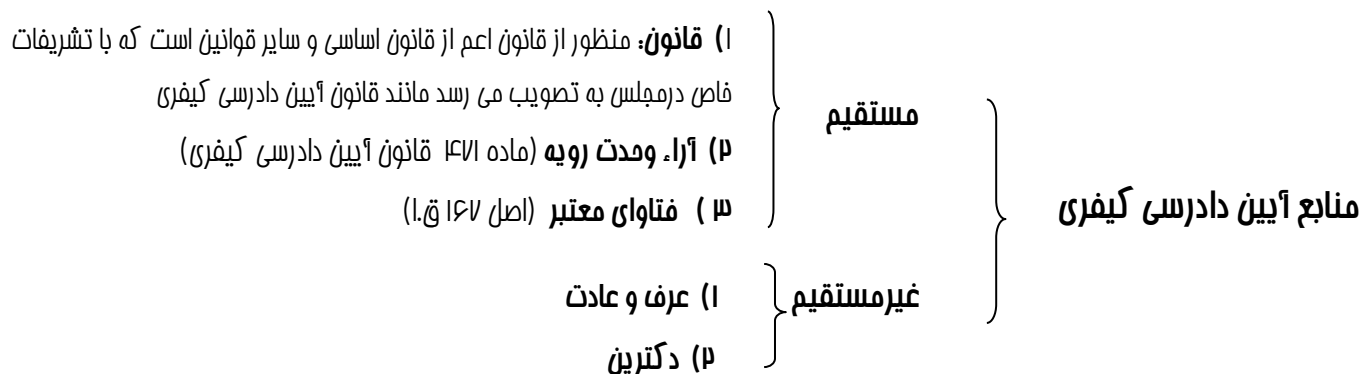 منابع آیین دادرسی کیفری
مستقیم
۱) قانون: منظور از قانون اعم از قانون اساسی و سایر قوانین است که با تشریفات
خاص درمجلس به تصویب می رسد مانند قانون آیین دادرسی کیفری
۲) آراء وحدت رویه (ماده ۴۷۱ قانون آیین دادرسی کیفری)
۳ ) فتاوای معتبر (اصل ۱۶۷ ق.ا)
غیرمستقیم
۱) عرف و عادت
۲) دکترین